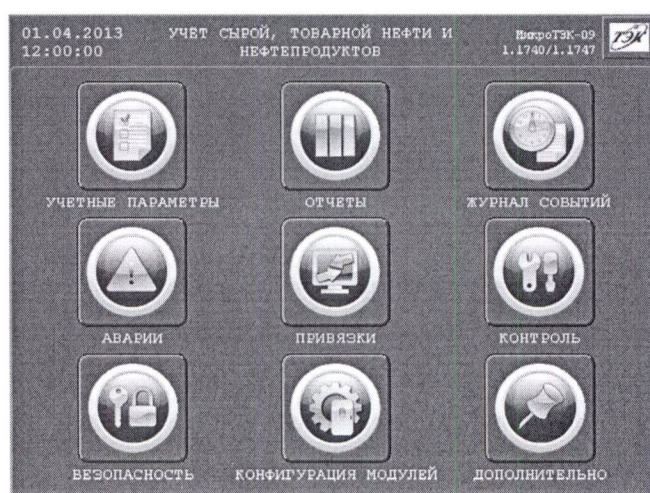 01.04.2013 УЧЁТ СЫРОЙ, ТОВАРНОЙ НЕФТИ И МикроТЭК-09
12:00:00 НЕФТЕПРОДУКТОВ 1.1740/1.1747
ТЭК
УЧЕТНЫЕ ПАРАМЕТРЫ ОТЧЕТЫ ЖУРНАЛ СОБЫТИЙ
АВАРИИ ПРИВЯЗКИ КОНТРОЛЬ
БЕЗОПАСНОСТЬ КОНФИГУРАЦИЯ МОДУЛЕЙ ДОПОЛНИТЕЛЬНО